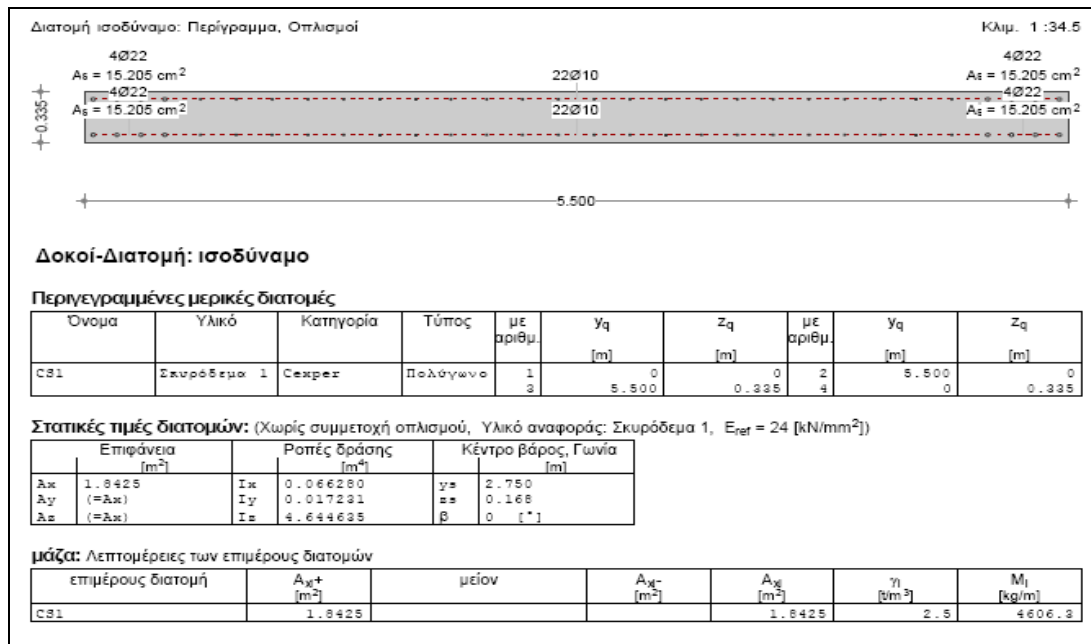 Διατομή ισοδύναμο: Περίγραμμα, Οπλισμοί Κλιμ. 1 :34.5
4Ø22 4Ø22
As = 15.205 cm2 22Ø10 As = 15.205 cm2
4Ø22 4Ø22
As = 15.205 cm2 22Ø10 As = 15.205 cm2
0.335
5.500
Δοκοί-Διατομή: ισοδύναμο
Περιγεγραμμένες μερικές διατομές
Όνομα Υλικό Κατηγορία Τύπος με αριθμ. yq [m] zq [m] με αριθμ. yq [m] zq [m]
CS1 Σκυρόδεμα 1 Cexper Πολύγωνο 1 0 0 2 5.500 0
3 5.500 0.335 4 0 0.335
Στατικές τιμές διατομών: (Χωρίς συμμετοχή οπλισμού, Υλικό αναφοράς: Σκυρόδεμα 1, Eref = 24 [kN/mm2])
Επιφάνεια [m2] Ροπές δράσης [m4] Κέντρο βάρος, Γωνία [m]
Ax 1.8425 Ix 0.066280 ys 2.750
Ay (=Ax) Iy 0.017231 zs 0.168
Az (=Ax) Iz 4.644635 β 0 [°]
μάζα: Λεπτομέρειες των επιμέρους διατομών
επιμέρους διατομή Axi+ [m2] μείον Axi- [m2] Axi [m2] γi [t/m3] Mi [kg/m]
CS1 1.8425 1.8425 2.5 4606.3